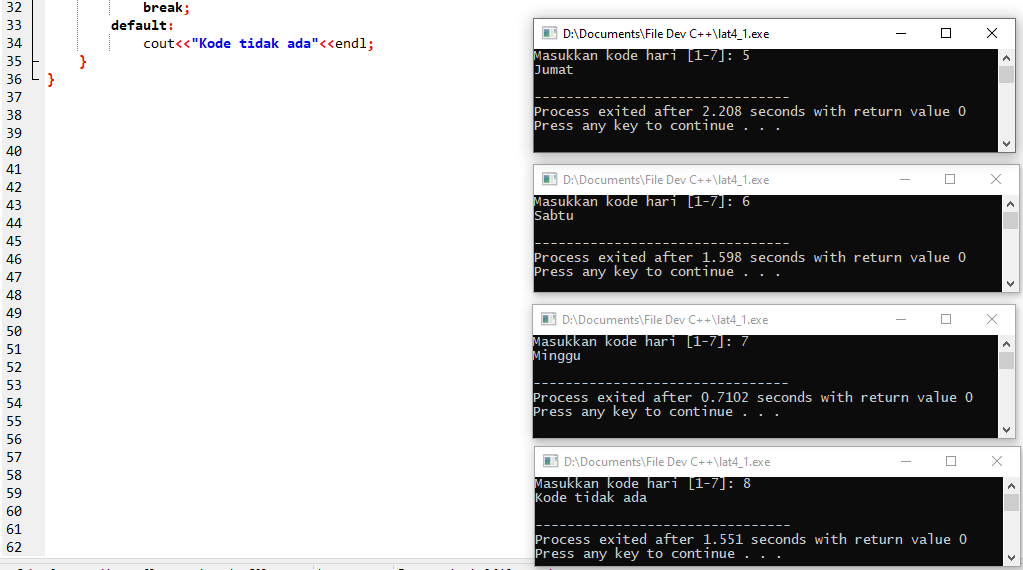 32 break;
33 default:
34 cout<<"Kode tidak ada"<<endl;
35 }
36 }
37
38
39
40
41
42
43
44
45
46
47
48
49
50
51
52
53
54
55
56
57
58
59
60
61
62
D:\Documents\File Dev C++\lat4_1.exe
Masukkan kode hari [1-7]: 5
Jumat
--------------------------------
Process exited after 2.208 seconds with return value 0
Press any key to continue . . .
D:\Documents\File Dev C++\lat4_1.exe
Masukkan kode hari [1-7]: 6
Sabtu
--------------------------------
Process exited after 1.598 seconds with return value 0
Press any key to continue . . .
D:\Documents\File Dev C++\lat4_1.exe
Masukkan kode hari [1-7]: 7
Minggu
--------------------------------
Process exited after 0.7102 seconds with return value 0
Press any key to continue . . .
D:\Documents\File Dev C++\lat4_1.exe
Masukkan kode hari [1-7]: 8
Kode tidak ada
--------------------------------
Process exited after 1.551 seconds with return value 0
Press any key to continue . . .